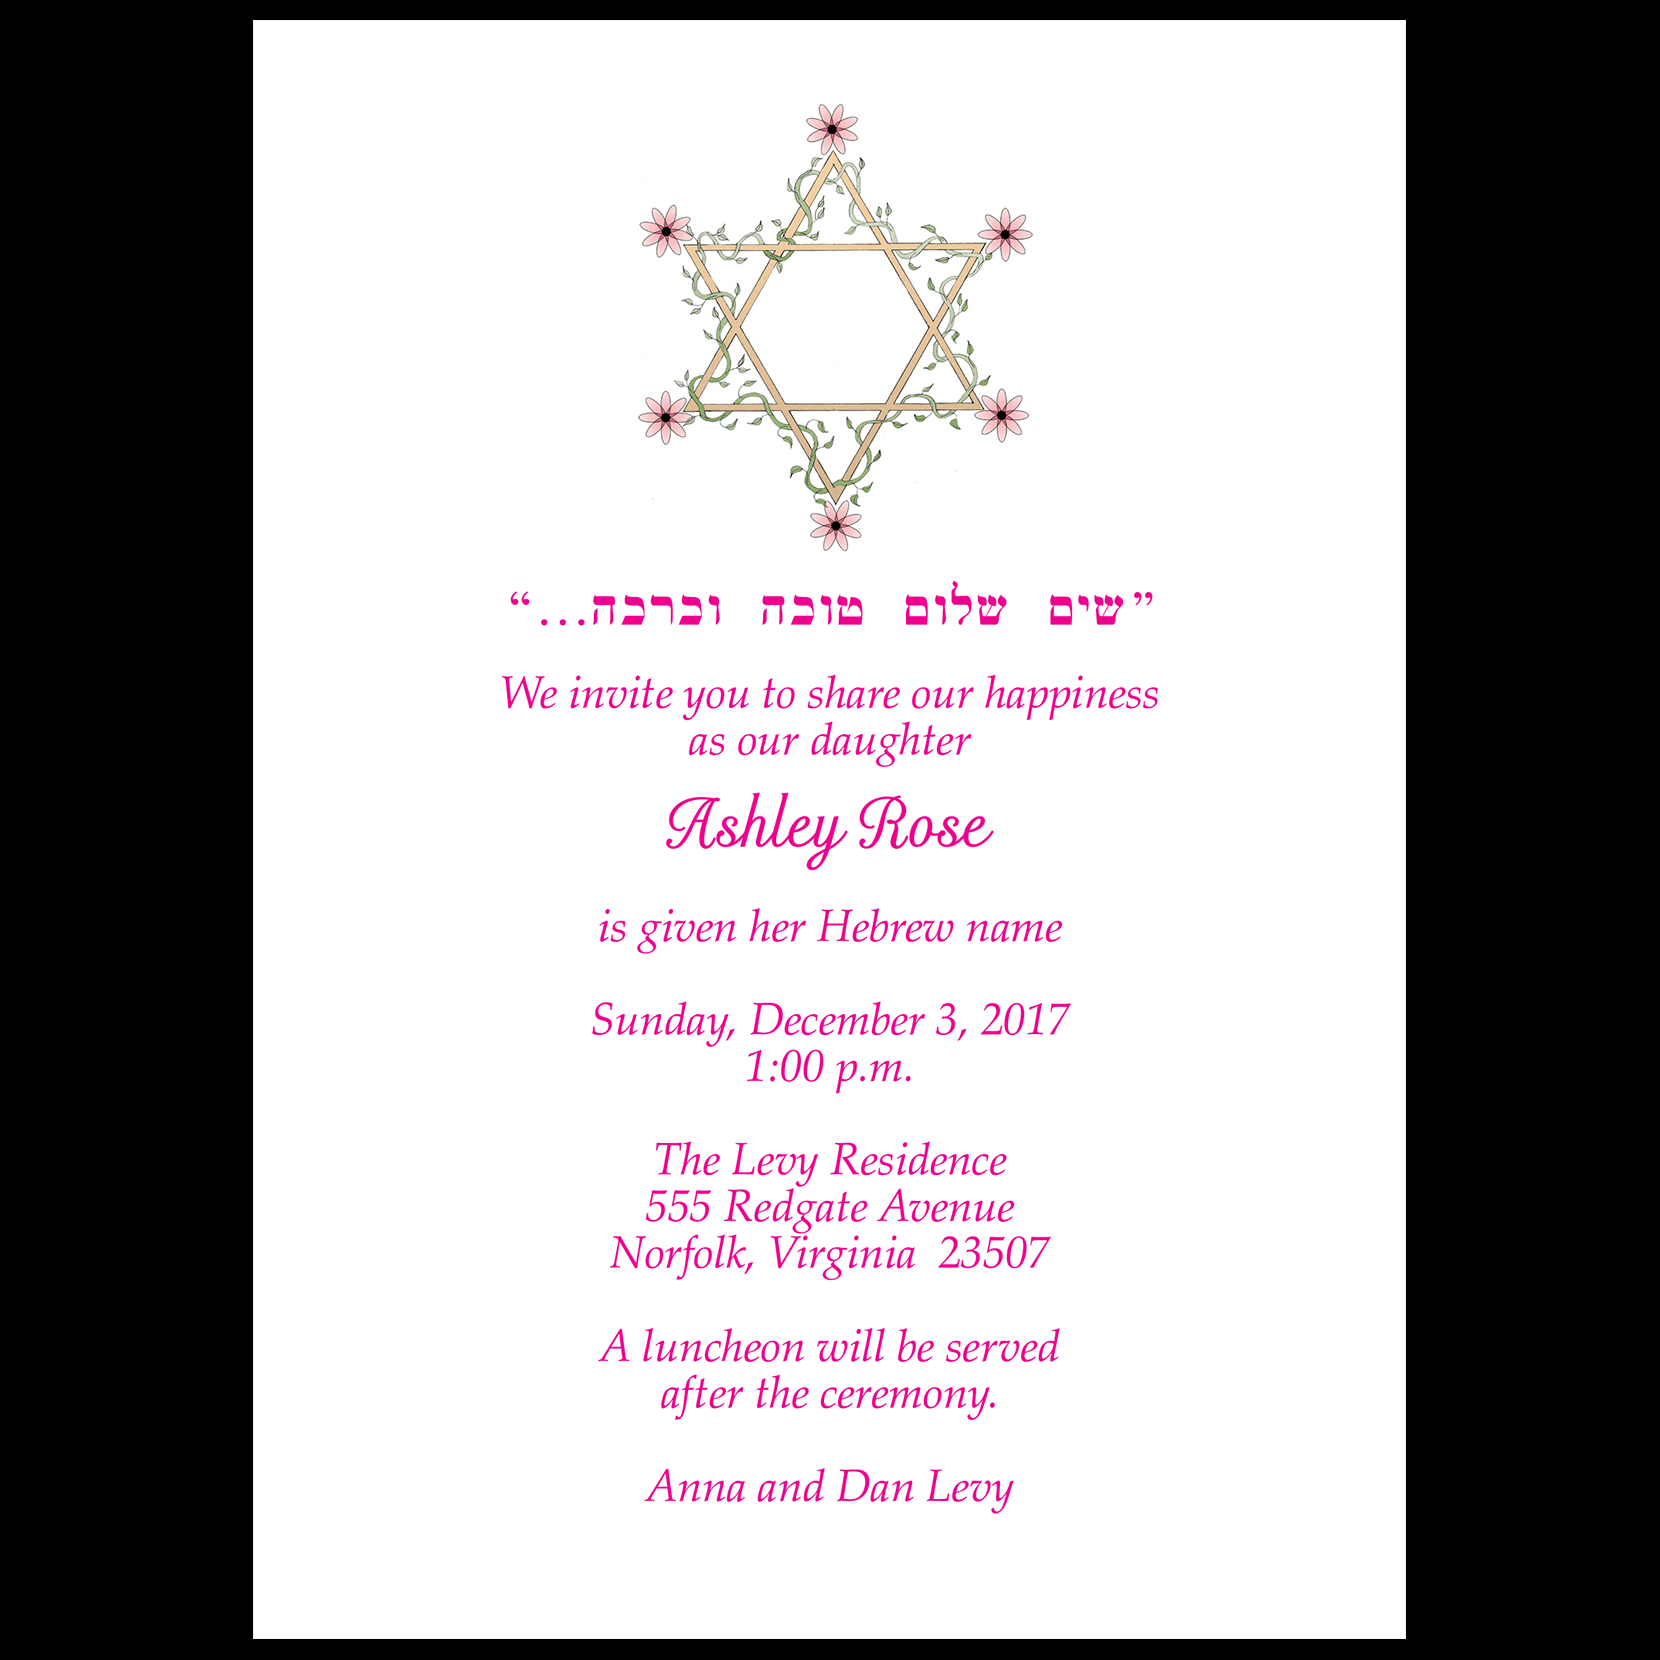 ”שים שלום טובה וברכה...“
We invite you to share our happiness
as our daughter
Ashley Rose
is given her Hebrew name
Sunday, December 3, 2017
1:00 p.m.
The Levy Residence
555 Redgate Avenue
Norfolk, Virginia  23507
A luncheon will be served
after the ceremony.
Anna and Dan Levy